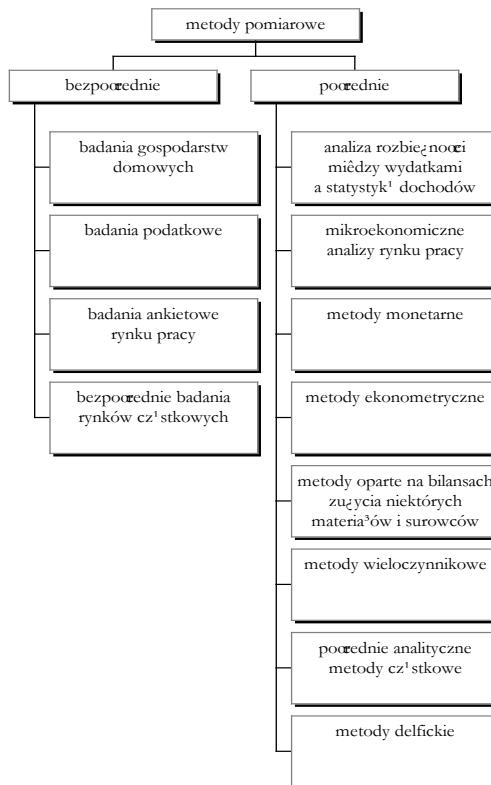 metody pomiarowe
bezpoœrednie
poœrednie
badania gospodarstw
domowych
badania podatkowe
badania ankietowe
rynku pracy
bezpoœrednie badania
rynków cz¹stkowych
analiza rozbie¿noœci
miêdzy wydatkami
a statystyk¹ dochodów
mikroekonomiczne
analizy rynku pracy
metody monetarne
metody ekonometryczne
metody oparte na bilansach
zu¿ycia niektórych
materia³ów i surowców
metody wieloczynnikowe
poœrednie analityczne
metody cz¹stkowe
metody delfickie